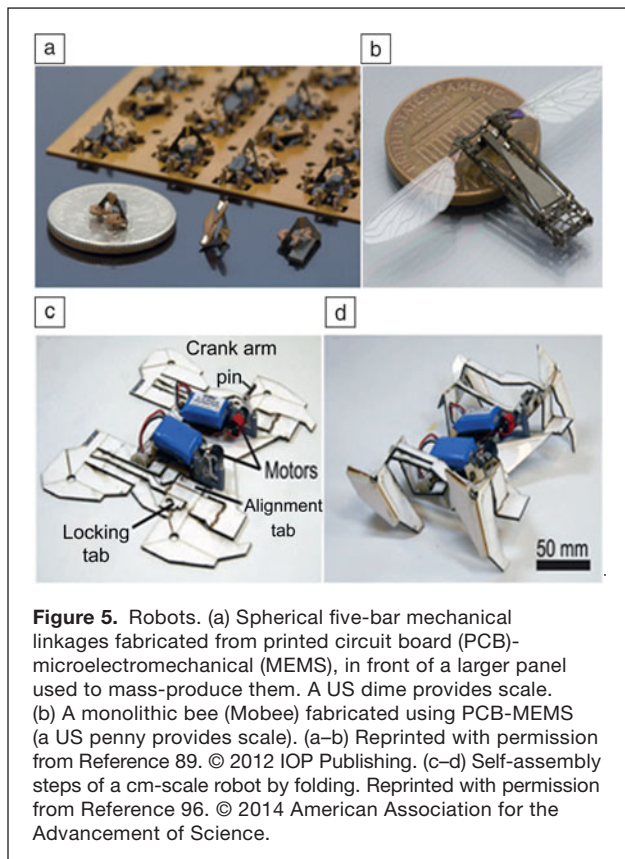 a
b
UNITED STATES OF AMERICA
c
d
Crank arm
pin
Motors
Alignment
tab
Locking
tab
50 mm
Figure 5. Robots. (a) Spherical five-bar mechanical
linkages fabricated from printed circuit board (PCB)-
microelectromechanical (MEMS), in front of a larger panel
used to mass-produce them. A US dime provides scale.
(b) A monolithic bee (Mobee) fabricated using PCB-MEMS
(a US penny provides scale). (a–b) Reprinted with permission
from Reference 89. © 2012 IOP Publishing. (c–d) Self-assembly
steps of a cm-scale robot by folding. Reprinted with permission
from Reference 96. © 2014 American Association for the
Advancement of Science.